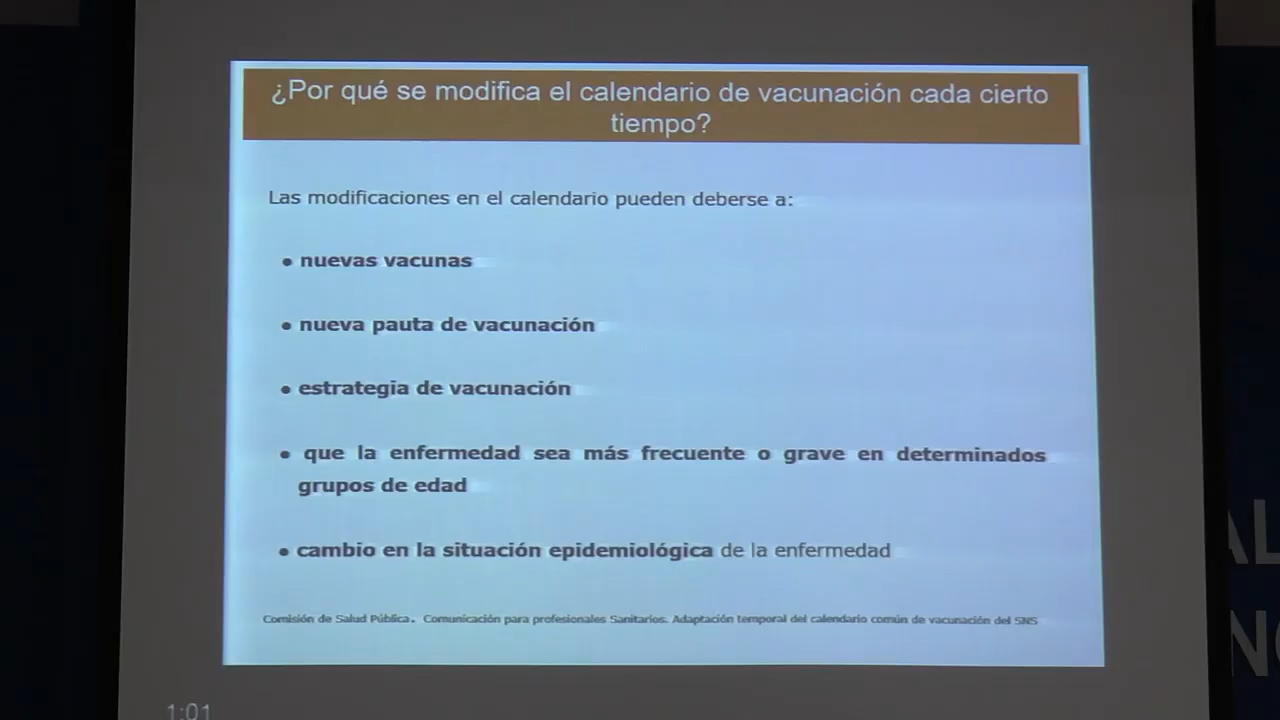 ¿Por qué se modifica el calendario de vacunación cada cierto
tiempo?
Las modificaciones en el calendario pueden deberse a:
• nuevas vacunas
• nueva pauta de vacunación
• estrategia de vacunación
• que la enfermedad sea más frecuente o grave en determinados
grupos de edad
• cambio en la situación epidemiológica de la enfermedad
Comisión de Salud Pública. Comunicación para profesionales Sanitarios. Adaptación temporal del calendario común de vacunación del SNS
1:01